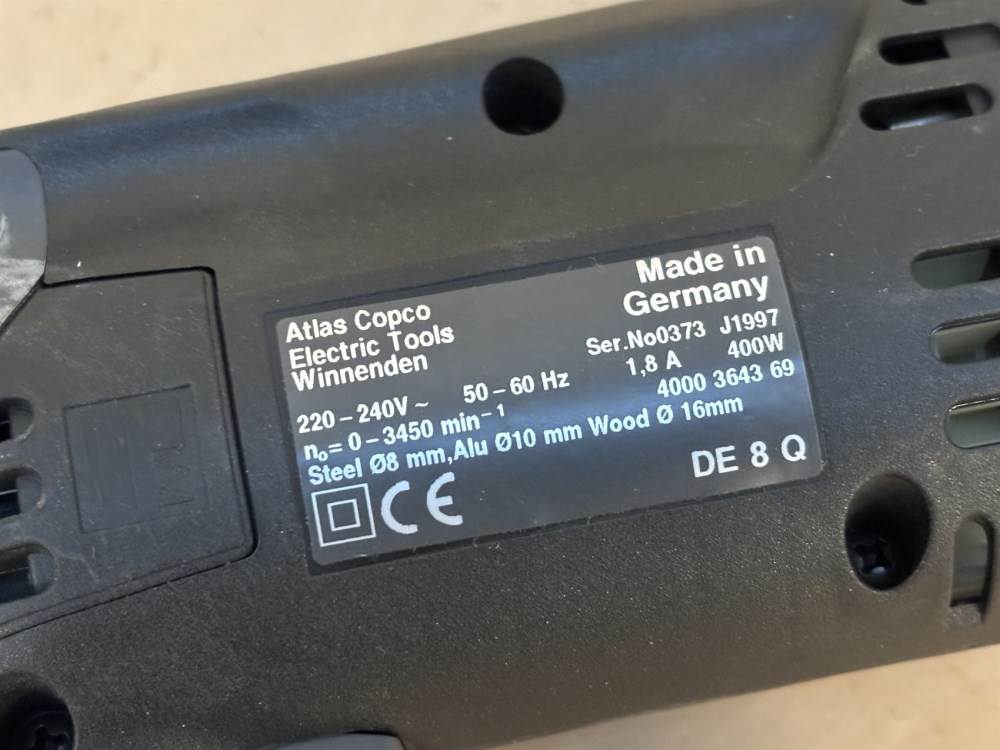 Atlas Copco
Electric Tools
Winnenden
Made in
Germany
Ser.No0373 J1997
220 – 240V ~ 50 – 60 Hz 1,8 A 400W
n₀ = 0 – 3450 min⁻¹ 4000 3643 69
Steel Ø8 mm,Alu Ø10 mm Wood Ø 16mm
CE DE 8 Q